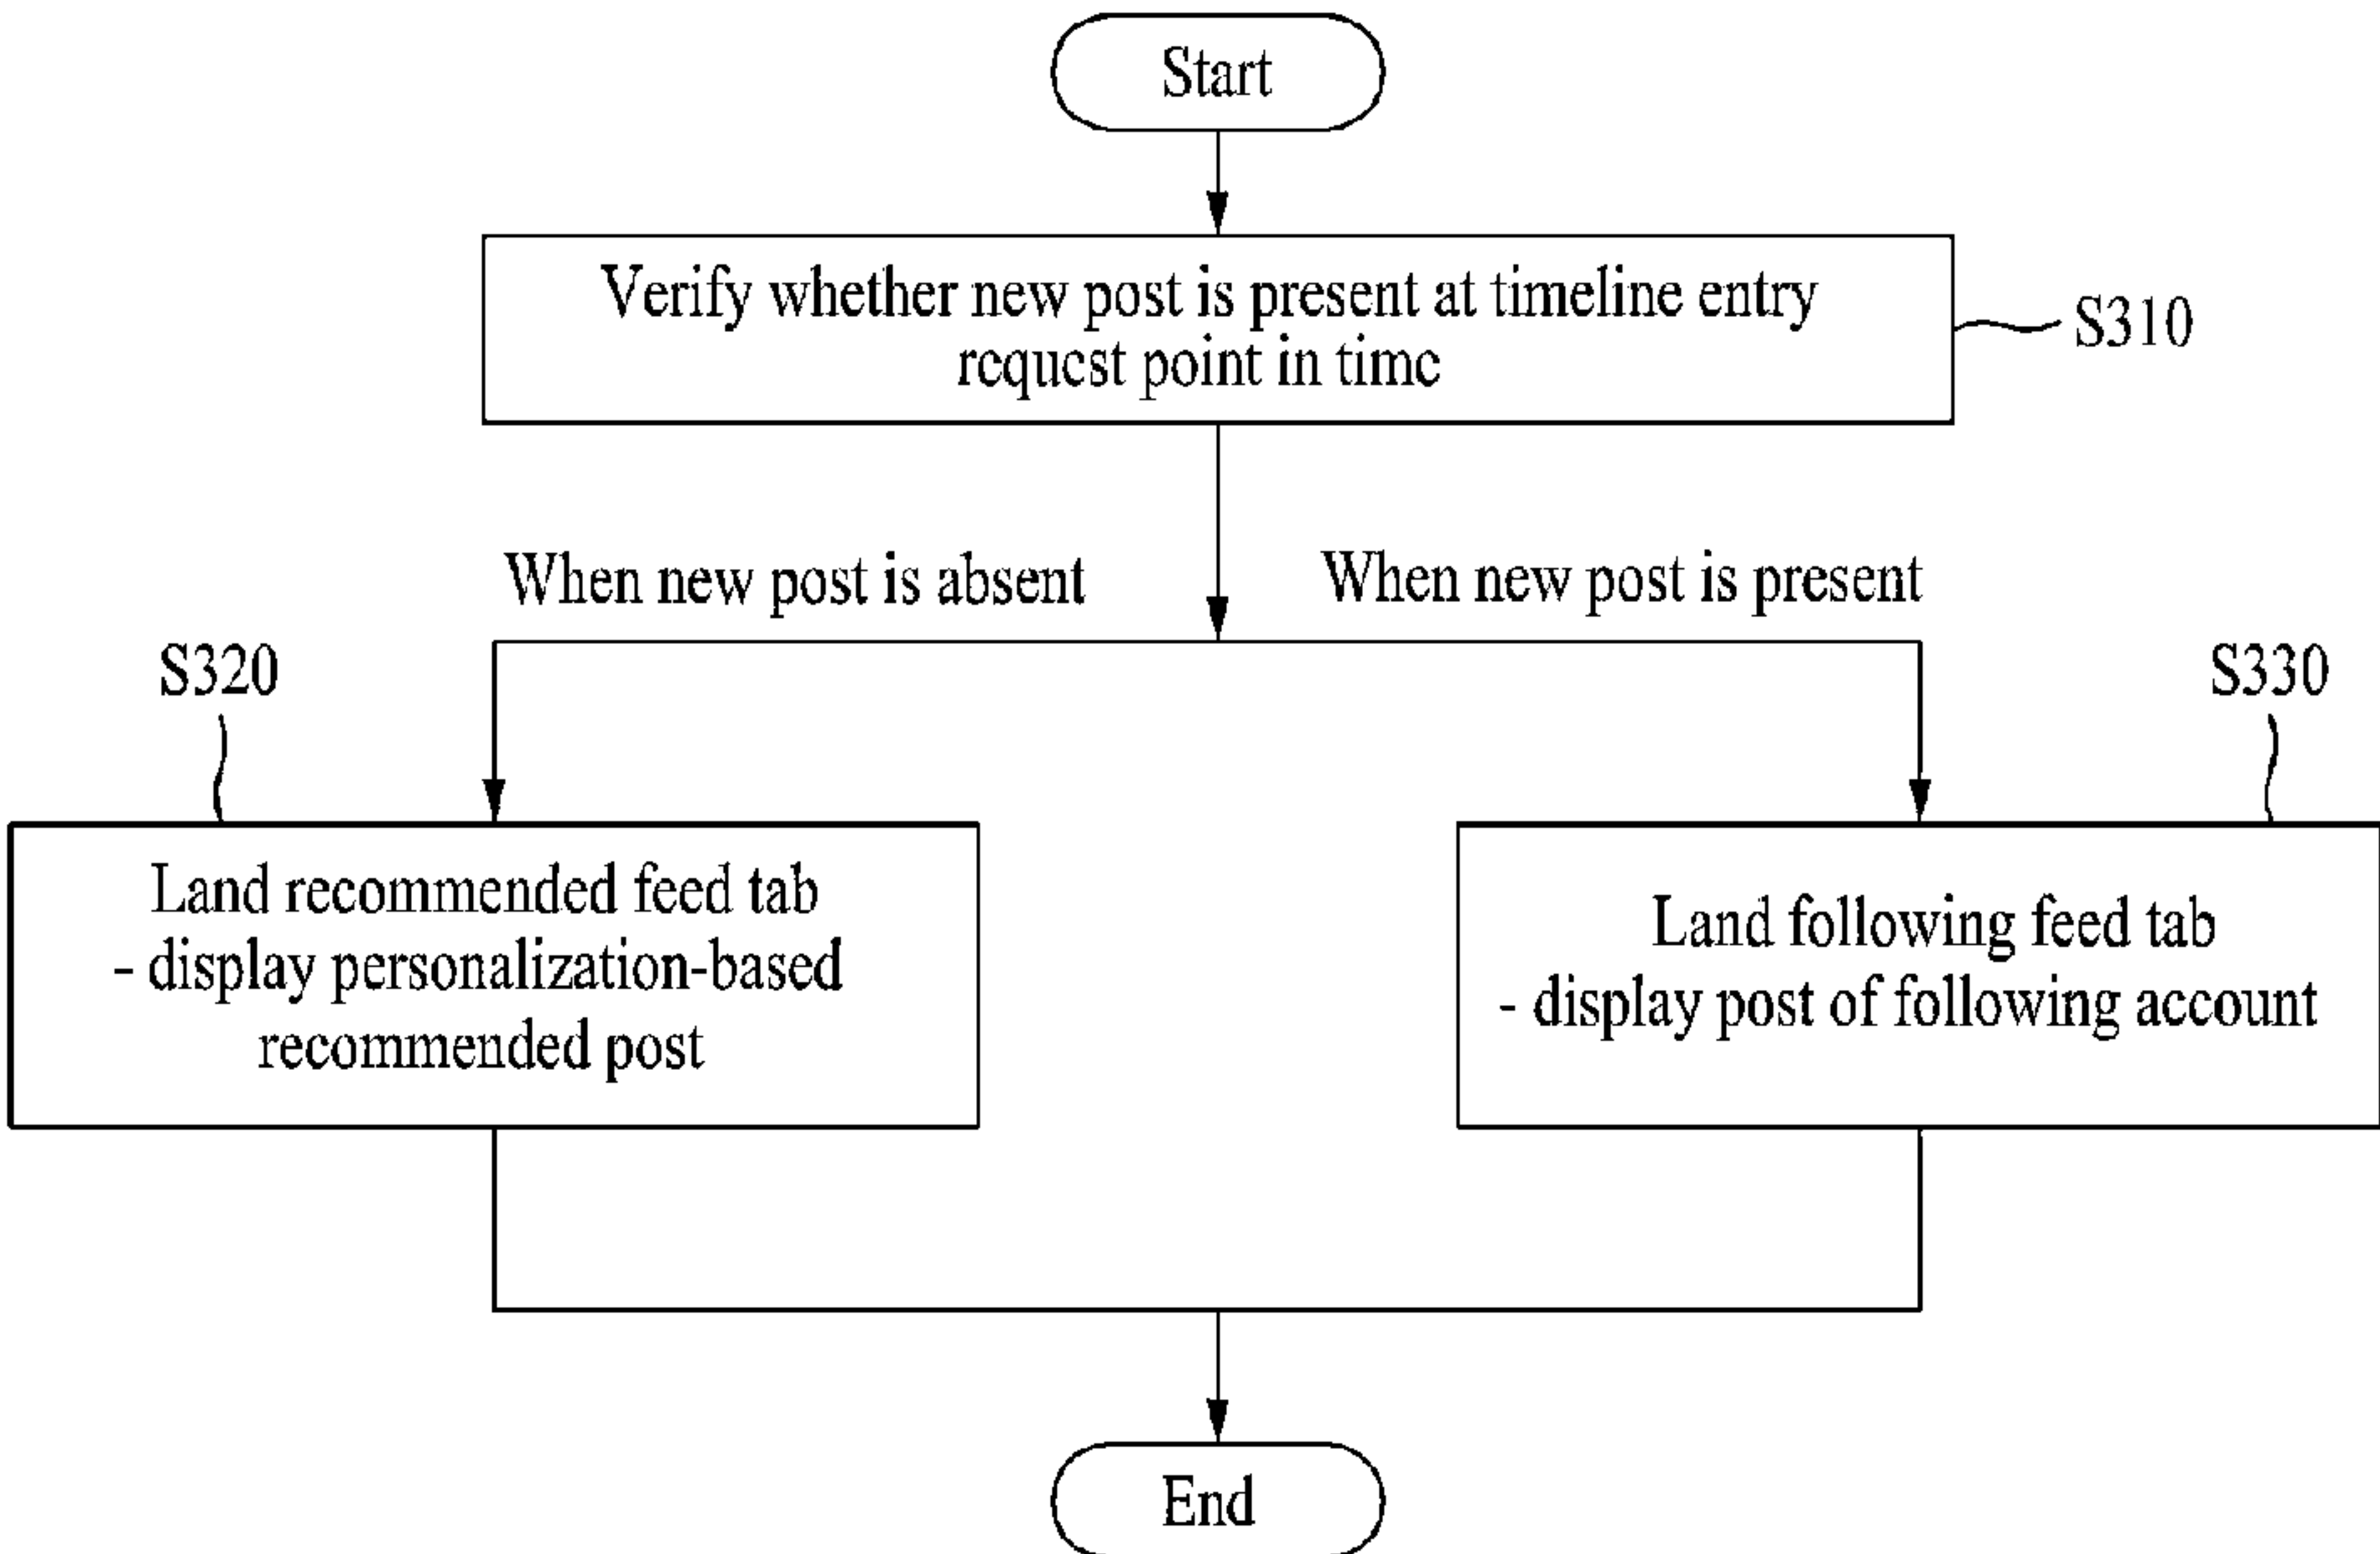 Start
Verify whether new post is present at timeline entry
request point in time
S310
When new post is absent
When new post is present
S320
S330
Land recommended feed tab
- display personalization-based
recommended post
Land following feed tab
- display post of following account
End